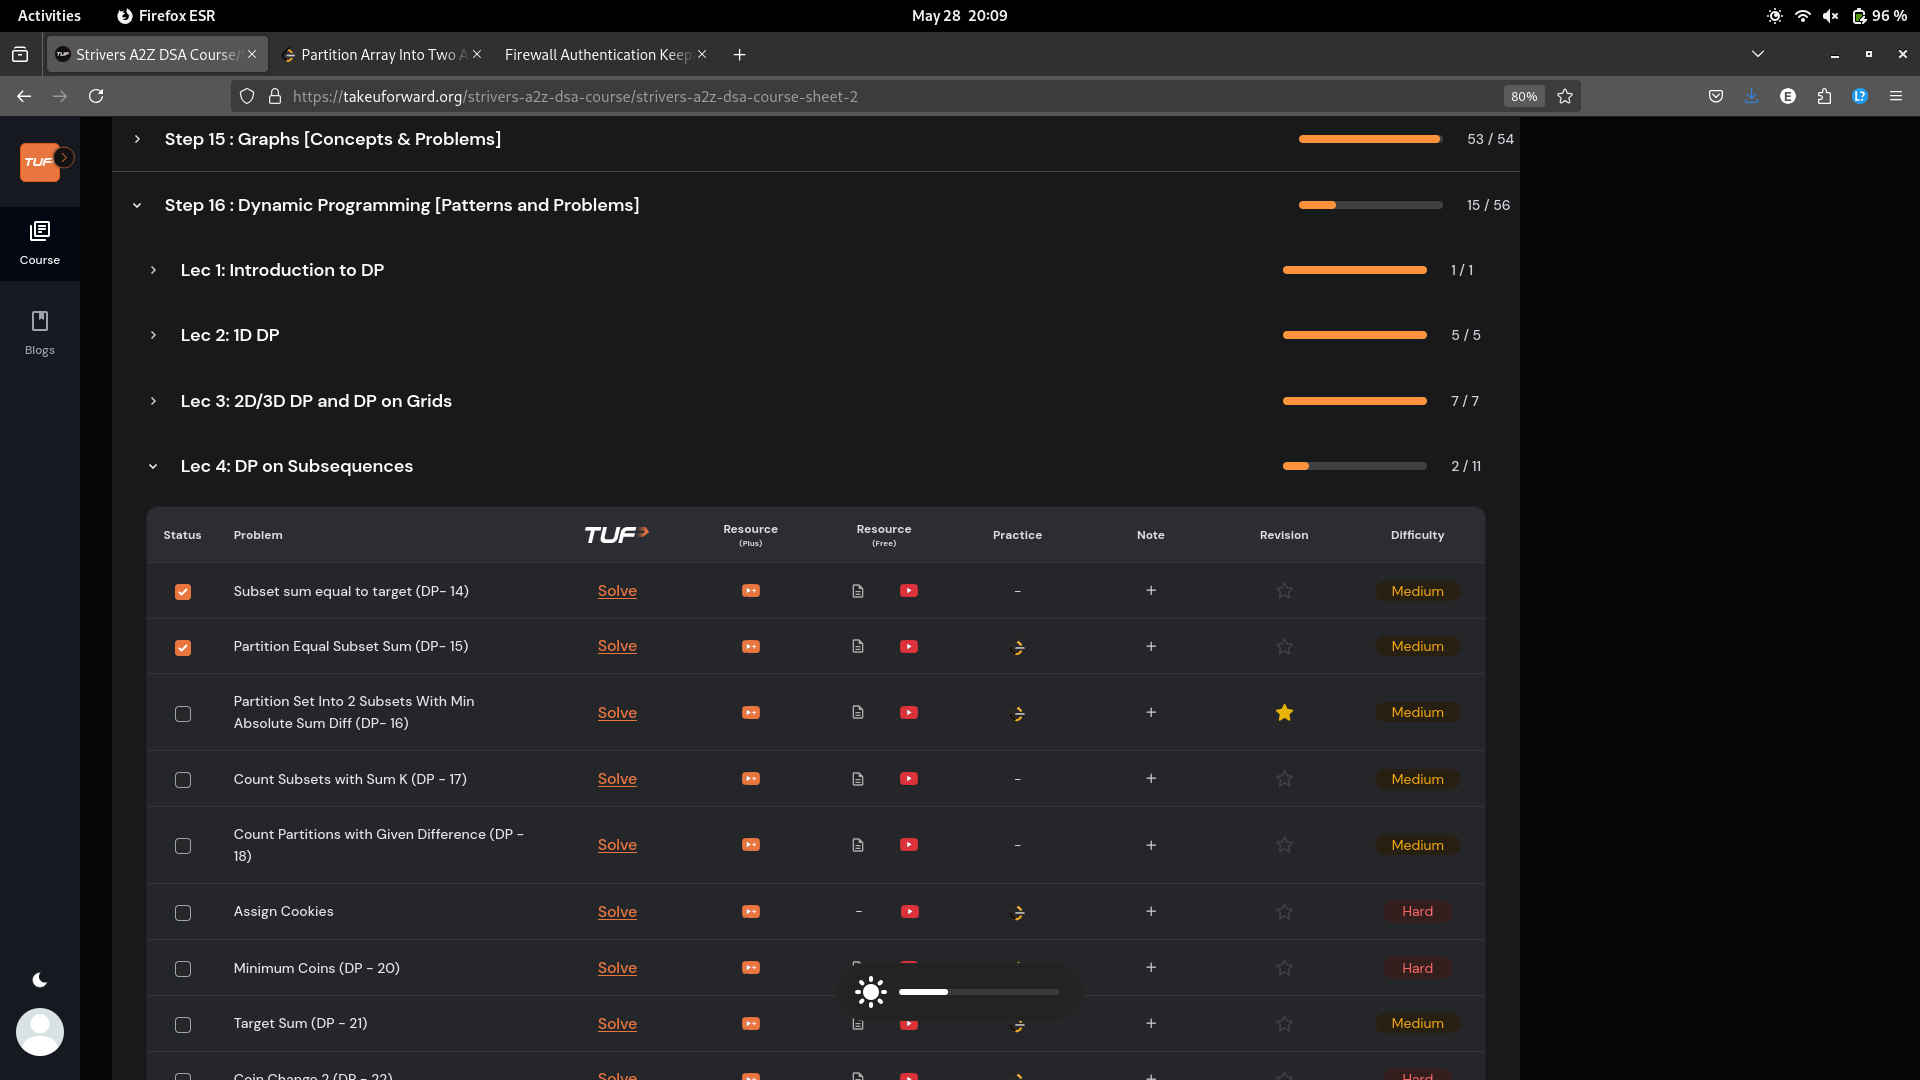 Activities
Firefox ESR
May 28 20:09
96 %
Strivers A2Z DSA Course/
Partition Array Into Two A
Firewall Authentication Keep
https://takeuforward.org/strivers-a2z-dsa-course/strivers-a2z-dsa-course-sheet-2
80%
TUF
Course
Blogs
Step 15 : Graphs [Concepts & Problems]
53 / 54
Step 16 : Dynamic Programming [Patterns and Problems]
15 / 56
Lec 1: Introduction to DP
1 / 1
Lec 2: 1D DP
5 / 5
Lec 3: 2D/3D DP and DP on Grids
7 / 7
Lec 4: DP on Subsequences
2 / 11
Status Problem TUF Resource (Plus) Resource (Free) Practice Note Revision Difficulty
Subset sum equal to target (DP- 14) Solve - + Medium
Partition Equal Subset Sum (DP- 15) Solve + Medium
Partition Set Into 2 Subsets With Min
Absolute Sum Diff (DP- 16) Solve + Medium
Count Subsets with Sum K (DP - 17) Solve - + Medium
Count Partitions with Given Difference (DP -
18) Solve - + Medium
Assign Cookies Solve - + Hard
Minimum Coins (DP - 20) Solve + Hard
Target Sum (DP - 21) Solve + Medium
Coin Change 2 (DP - 22) Solve + Hard